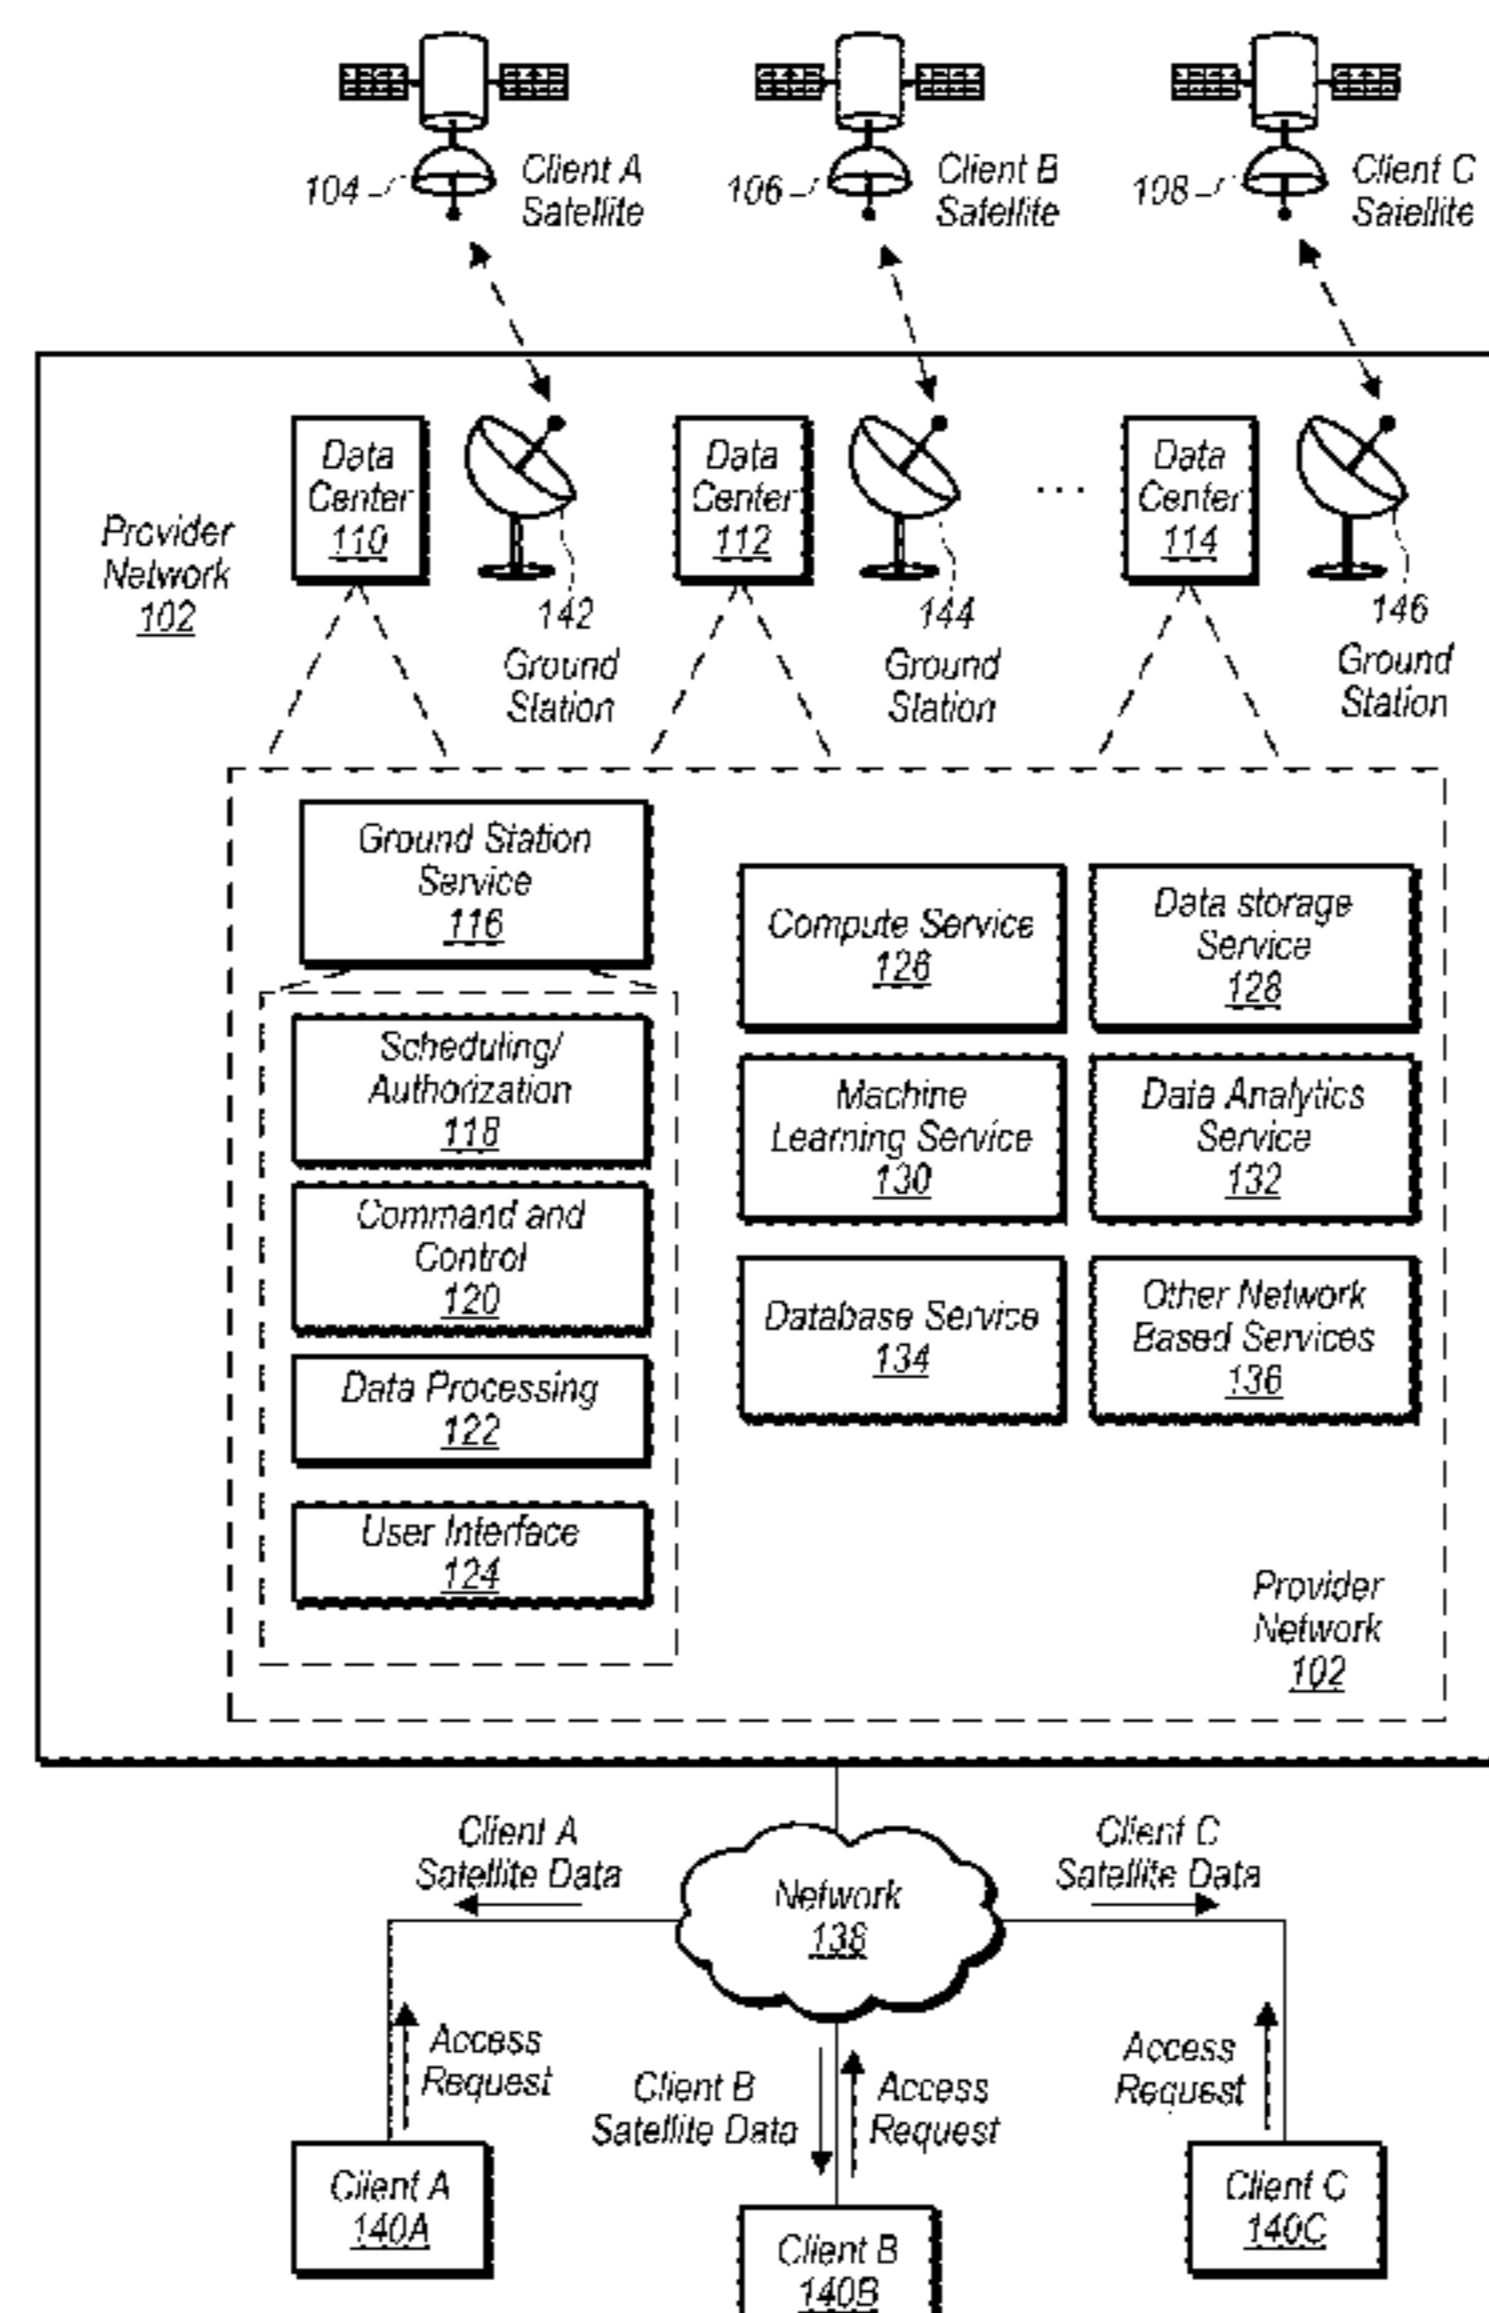 104
Client A
Satellite
106
Client B
Satellite
108
Client C
Satellite
Provider
Network
102
Data
Center
110
142
Ground
Station
Data
Center
112
144
Ground
Station
...
Data
Center
114
146
Ground
Station
Ground Station
Service
116
Scheduling/
Authorization
118
Command and
Control
120
Data Processing
122
User Interface
124
Compute Service
126
Data storage
Service
128
Machine
Learning Service
130
Data Analytics
Service
132
Database Service
134
Other Network
Based Services
136
Provider
Network
102
Client A
Satellite Data
Network
138
Client C
Satellite Data
Access
Request
Client B
Satellite Data
Access
Request
Access
Request
Client A
140A
Client B
140B
Client C
140C